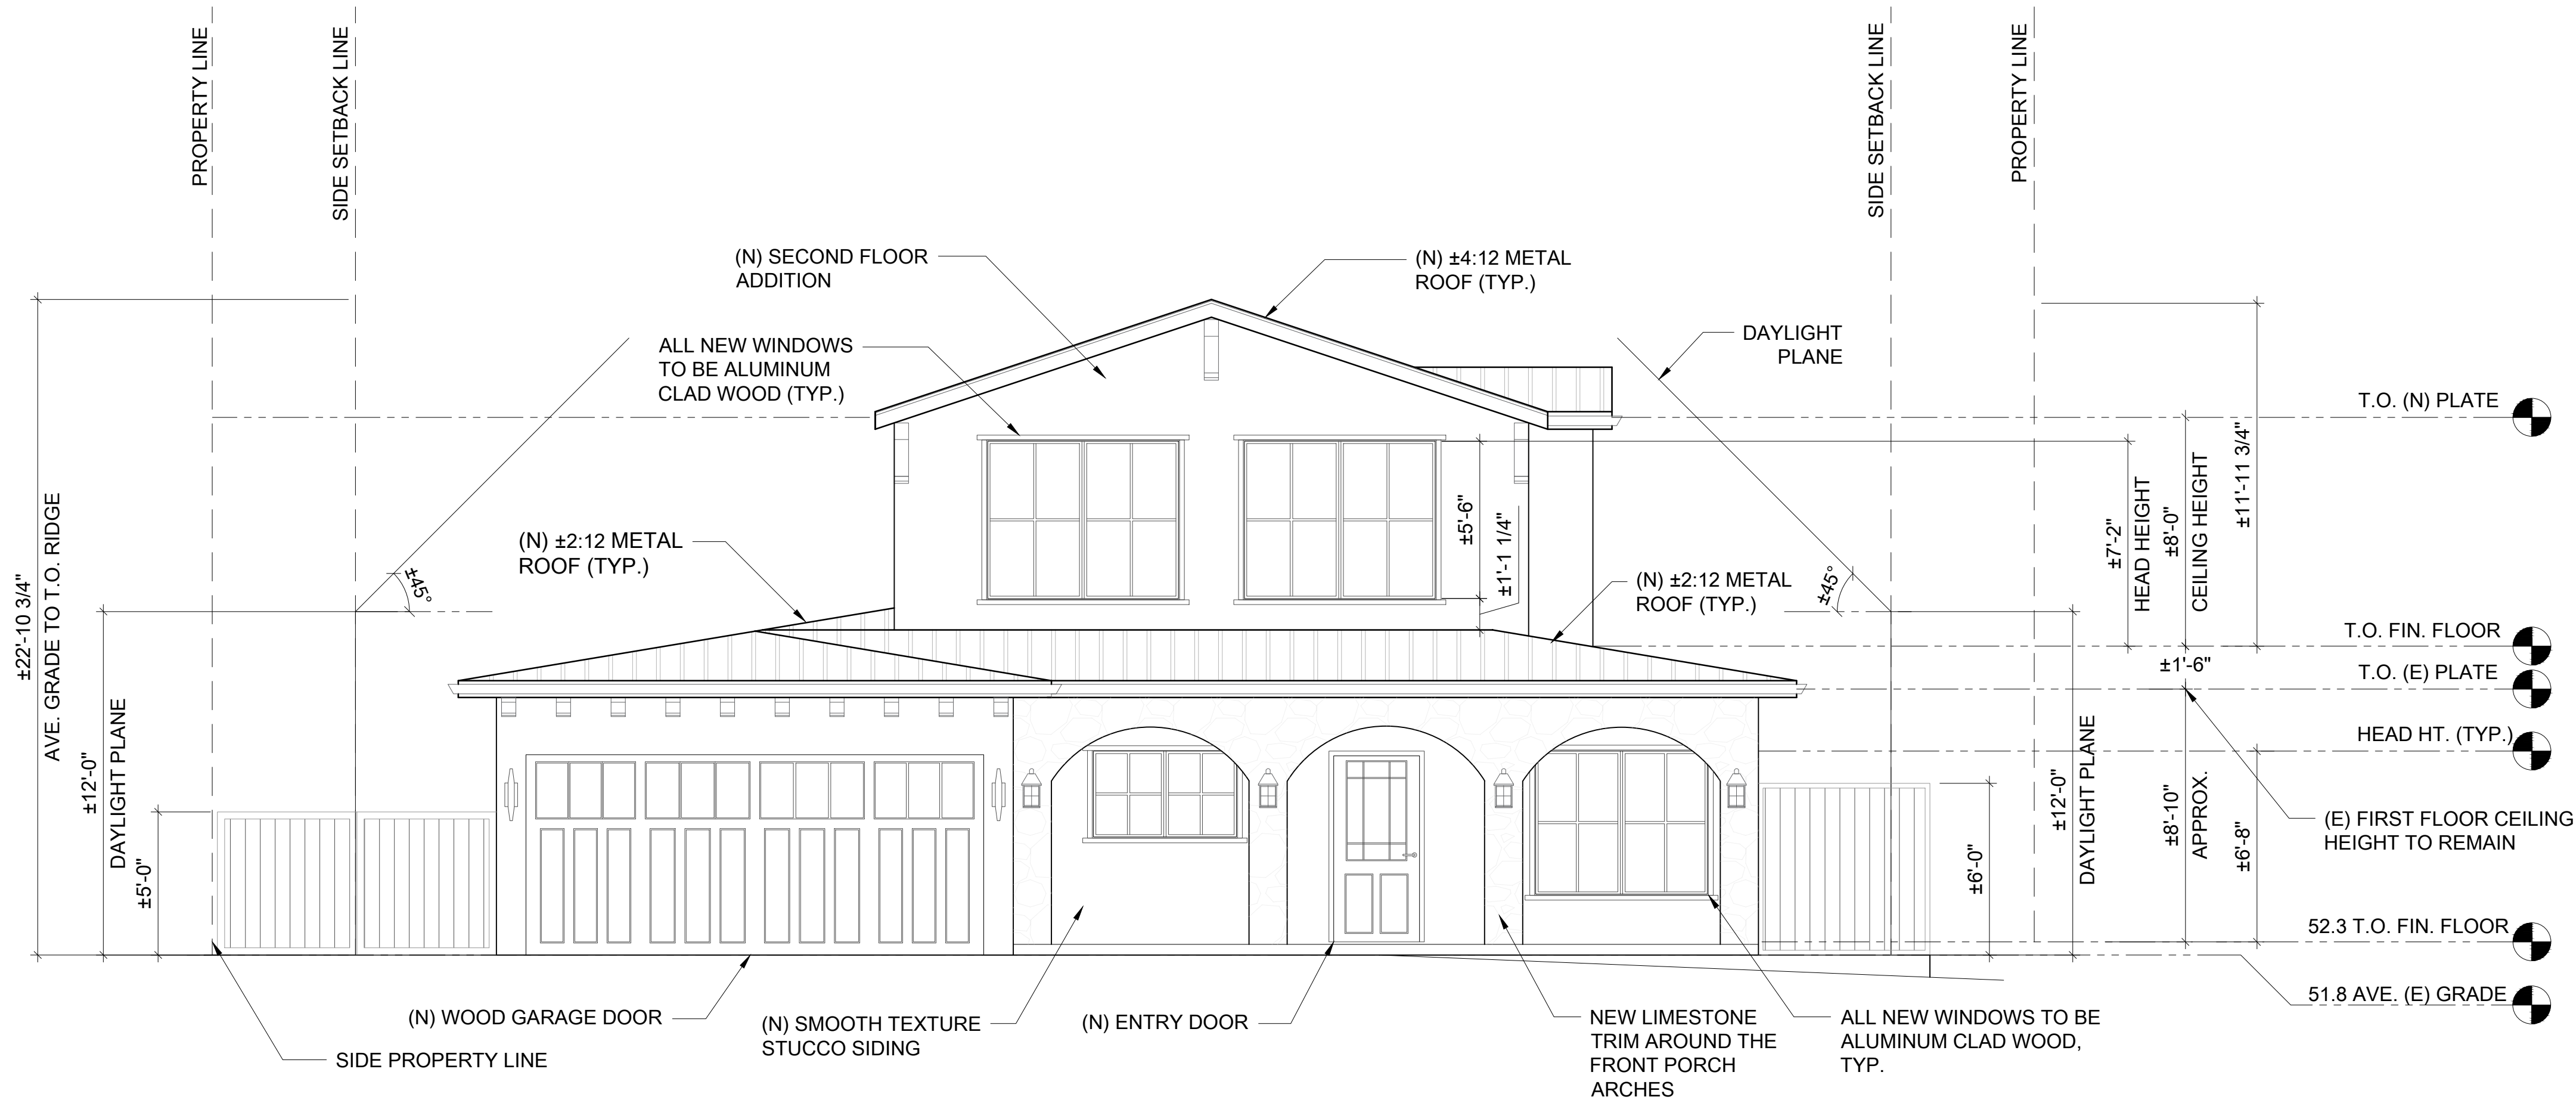 PROPERTY LINE
SIDE SETBACK LINE
SIDE SETBACK LINE
PROPERTY LINE
(N) SECOND FLOOR
ADDITION
(N) ±4:12 METAL
ROOF (TYP.)
ALL NEW WINDOWS
TO BE ALUMINUM
CLAD WOOD (TYP.)
DAYLIGHT
PLANE
T.O. (N) PLATE
(N) ±2:12 METAL
ROOF (TYP.)
(N) ±2:12 METAL
ROOF (TYP.)
±45°
±45°
±5'-6"
±1'-1 1/4"
±7'-2"
HEAD HEIGHT
±8'-0"
CEILING HEIGHT
±11'-11 3/4"
±22'-10 3/4"
AVE. GRADE TO T.O. RIDGE
±12'-0"
DAYLIGHT PLANE
±5'-0"
T.O. FIN. FLOOR
±1'-6"
T.O. (E) PLATE
HEAD HT. (TYP.)
±6'-0"
±12'-0"
DAYLIGHT PLANE
±8'-10"
APPROX.
±6'-8"
(E) FIRST FLOOR CEILING
HEIGHT TO REMAIN
52.3 T.O. FIN. FLOOR
51.8 AVE. (E) GRADE
(N) WOOD GARAGE DOOR
SIDE PROPERTY LINE
(N) SMOOTH TEXTURE
STUCCO SIDING
(N) ENTRY DOOR
NEW LIMESTONE
TRIM AROUND THE
FRONT PORCH
ARCHES
ALL NEW WINDOWS TO BE
ALUMINUM CLAD WOOD,
TYP.